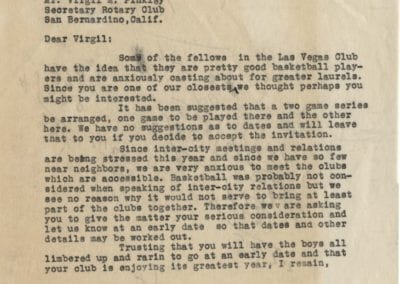 Mr. Virgil M. Pinkley
Secretary Rotary Club
San Bernardino,Calif.
Dear Virgil:
Some of the fellows in the Las Vegas Club
have the idea that they are pretty good basketball play-
ers and are anxiously casting about for greater laurels.
Since you are one of our closests we thought perhaps you
might be interested.
It has been suggested that a two game series
be arranged, one game to be played there and the other
here. We have no suggestions as to dates and will leave
that to you if you decide to accept the invitation.
Since inter-city meetings and relations
are being stressed this year and since we have so few
near neighbors, we are very anxious to meet the clubs
which are accessible. Basketball was probably not con-
sidered when speaking of inter-city relations but we
see no reason why it would not serve to bring at least
part of the clubs together. Therefore we are asking
you to give the matter your serious consideration and
let us know at an early date so that dates and other
details may be worked out.
Trusting that you will have the boys all
limbered up and rarin to go at an early date and that
your club is enjoying its greatest year, I remain,